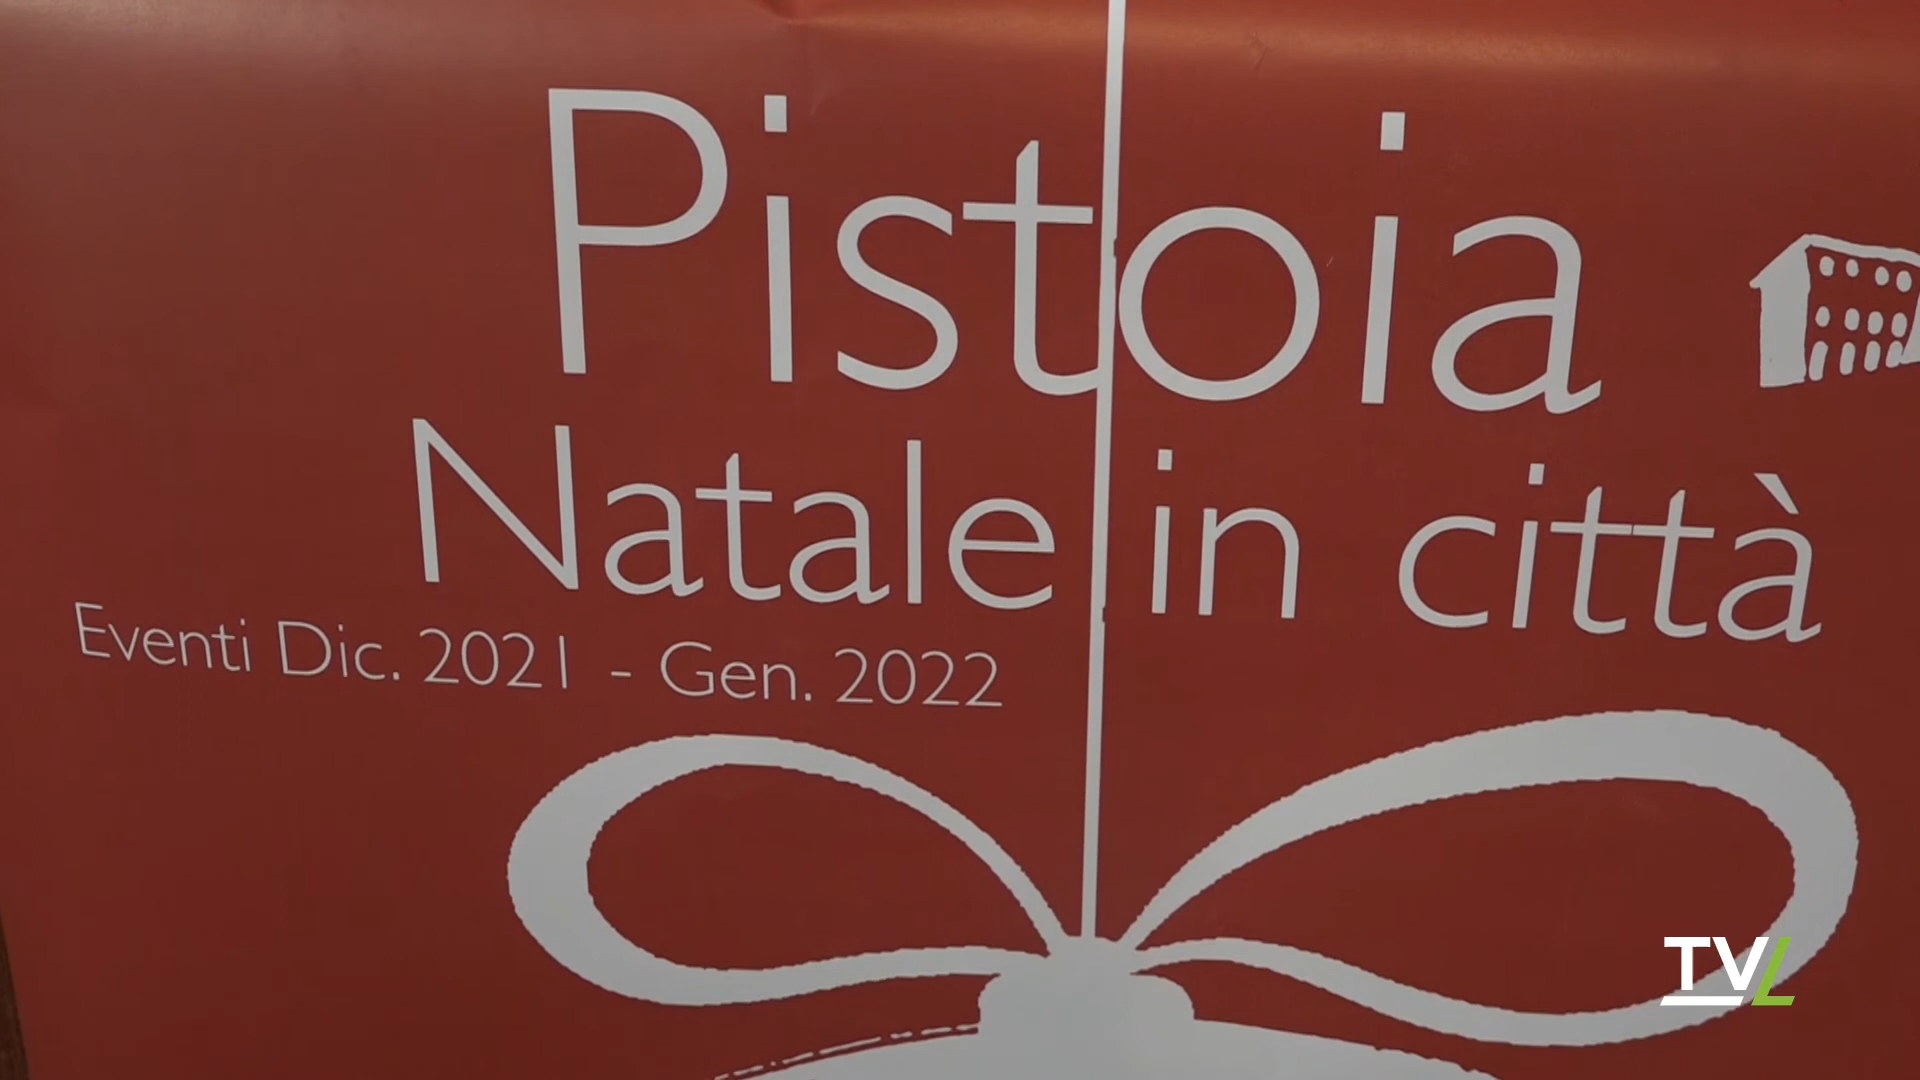 Pistoia
Natale in città
Eventi Dic. 2021 - Gen. 2022
TVL